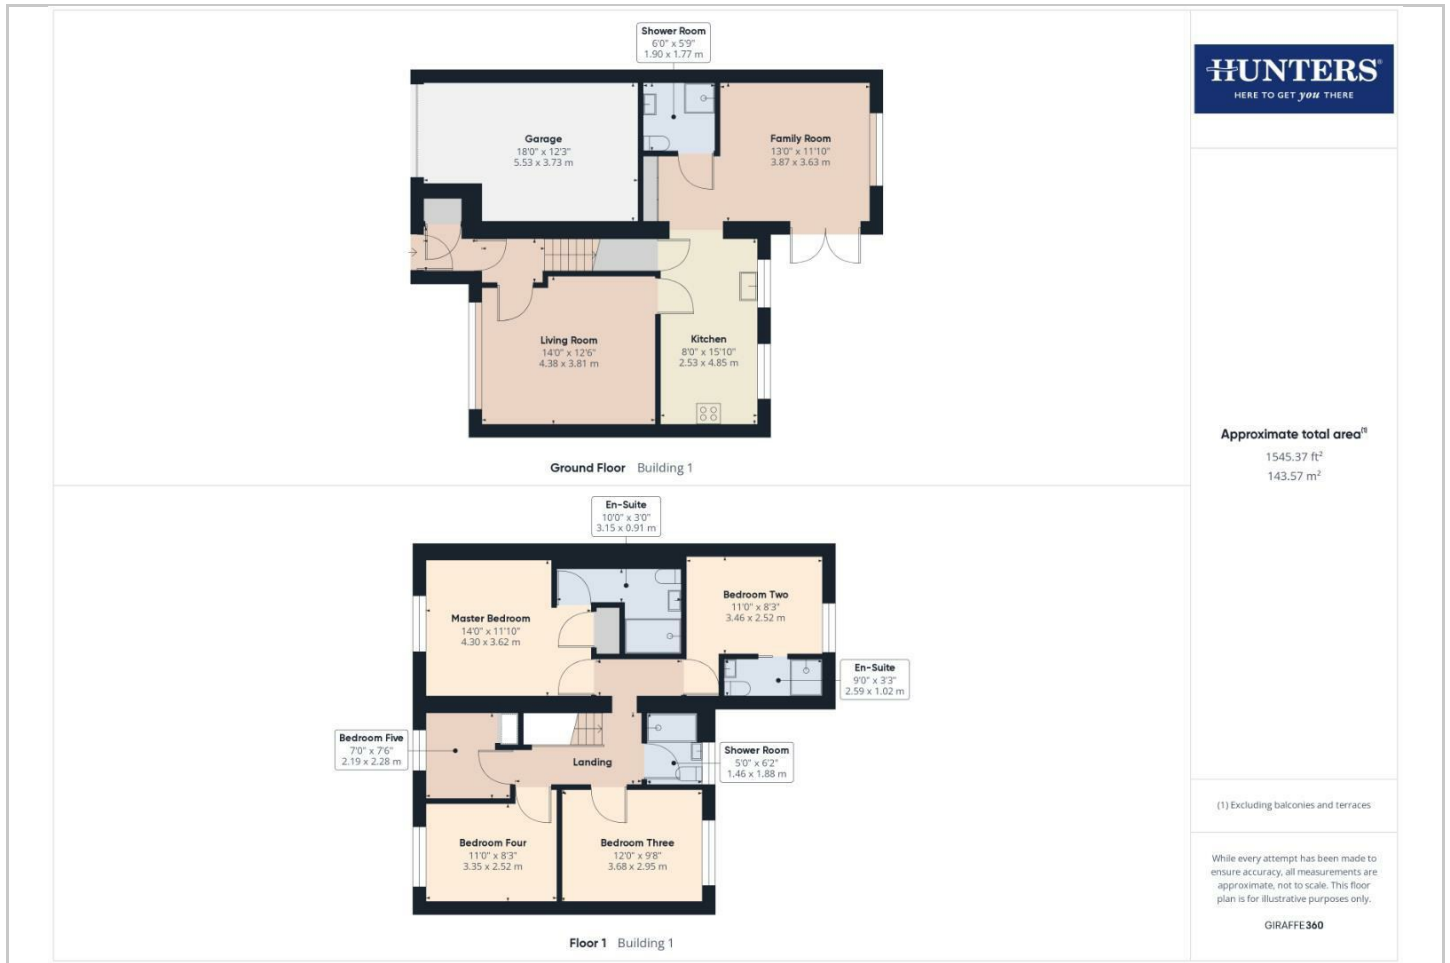 Shower Room
6'0" x 5'9"
1.90 x 1.77 m
Garage
18'0" x 12'3"
5.53 x 3.73 m
Family Room
13'0" x 11'10"
3.87 x 3.63 m
Living Room
14'0" x 12'6"
4.38 x 3.81 m
Kitchen
8'0" x 15'10"
2.53 x 4.85 m
Ground Floor Building 1
En-Suite
10'0" x 3'0"
3.15 x 0.91 m
Master Bedroom
14'0" x 11'10"
4.30 x 3.62 m
Bedroom Two
11'0" x 8'3"
3.46 x 2.52 m
En-Suite
9'0" x 3'3"
2.59 x 1.02 m
Bedroom Five
7'0" x 7'6"
2.19 x 2.28 m
Landing
Shower Room
5'0" x 6'2"
1.46 x 1.88 m
Bedroom Four
11'0" x 8'3"
3.35 x 2.52 m
Bedroom Three
12'0" x 9'8"
3.68 x 2.95 m
Floor 1 Building 1
HUNTERS®
HERE TO GET you THERE
Approximate total area⁽¹⁾
1545.37 ft²
143.57 m²
(1) Excluding balconies and terraces
While every attempt has been made to
ensure accuracy, all measurements are
approximate, not to scale. This floor
plan is for illustrative purposes only.
GIRAFFE360